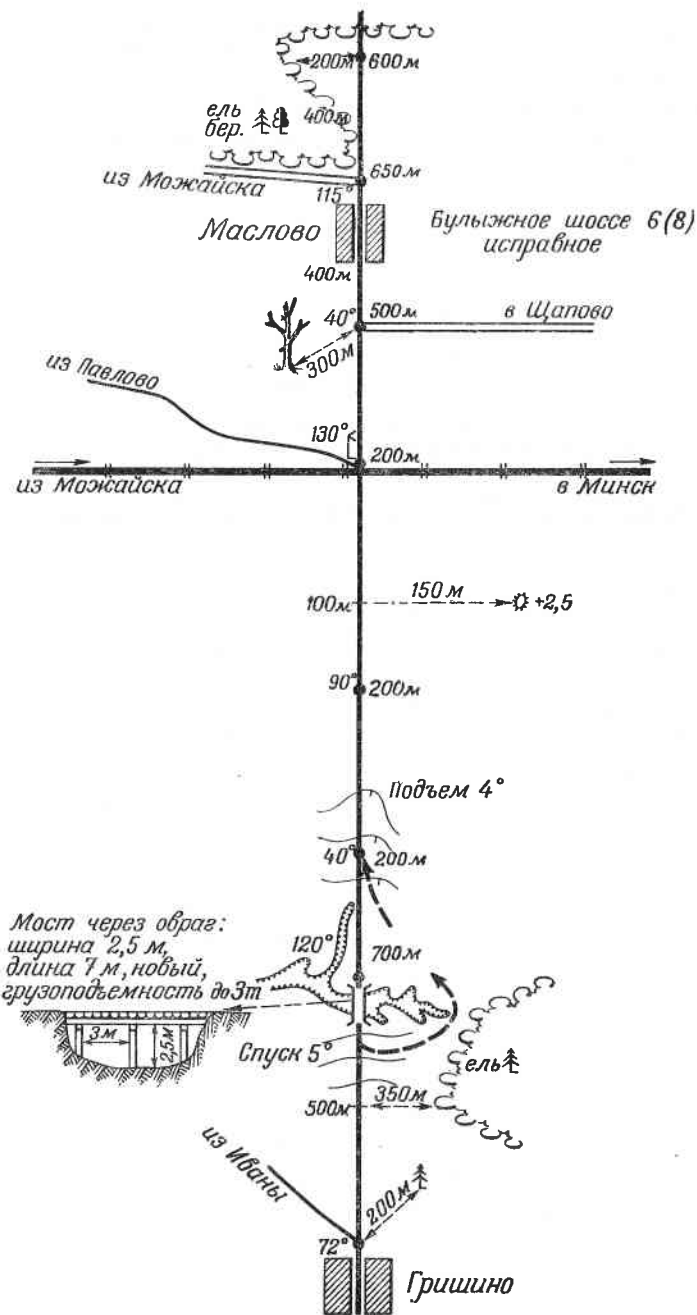 200м
600м
400м
ель
бер.
из Можайска
650м
115°
Маслово
Булыжное шоссе 6(8)
исправное
400м
40°
500м
в Щапово
300м
из Павлово
130°
200м
из Можайска
в Минск
150м
100м
+2,5
90°
200м
Подъем 4°
40°
200м
Мост через овраг:
ширина 2,5 м,
длина 7 м, новый,
грузоподъемность до 3т
120°
700м
3м
2,5м
Спуск 5°
ель
500м
350м
из Иваны
200м
72°
Гришино